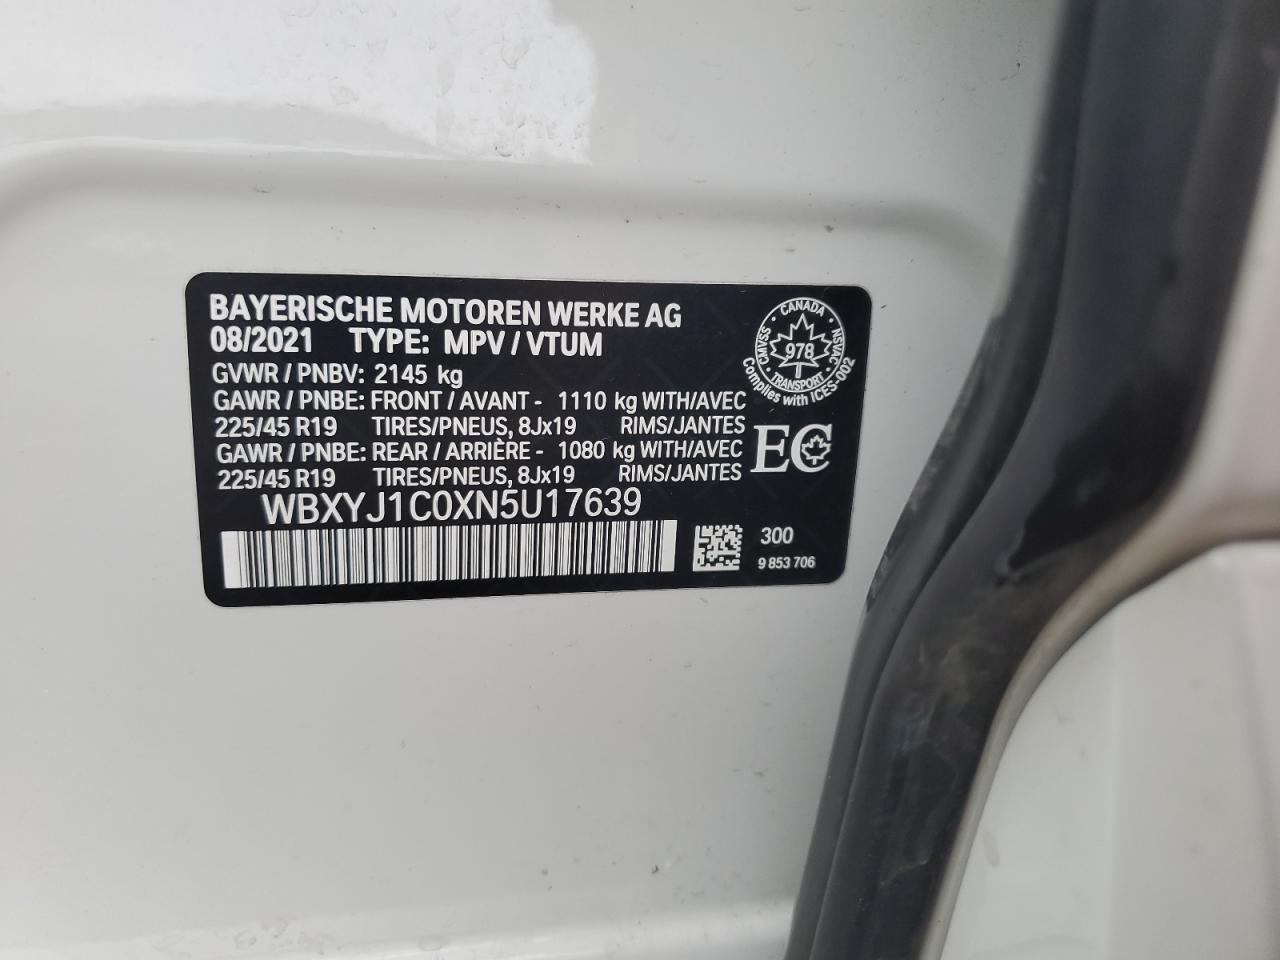 BAYERISCHE MOTOREN WERKE AG
08/2021 TYPE: MPV / VTUM
GVWR / PNBV: 2145 kg
GAWR / PNBE: FRONT / AVANT - 1110 kg WITH/AVEC
225/45 R19 TIRES/PNEUS, 8Jx19 RIMS/JANTES
GAWR / PNBE: REAR / ARRIÈRE - 1080 kg WITH/AVEC
225/45 R19 TIRES/PNEUS, 8Jx19 RIMS/JANTES
WBXYJ1C0XN5U17639
CANADA
CMVSS
NSVAC
978
TRANSPORT
Complies with ICES-002
EC
300
9 853 706